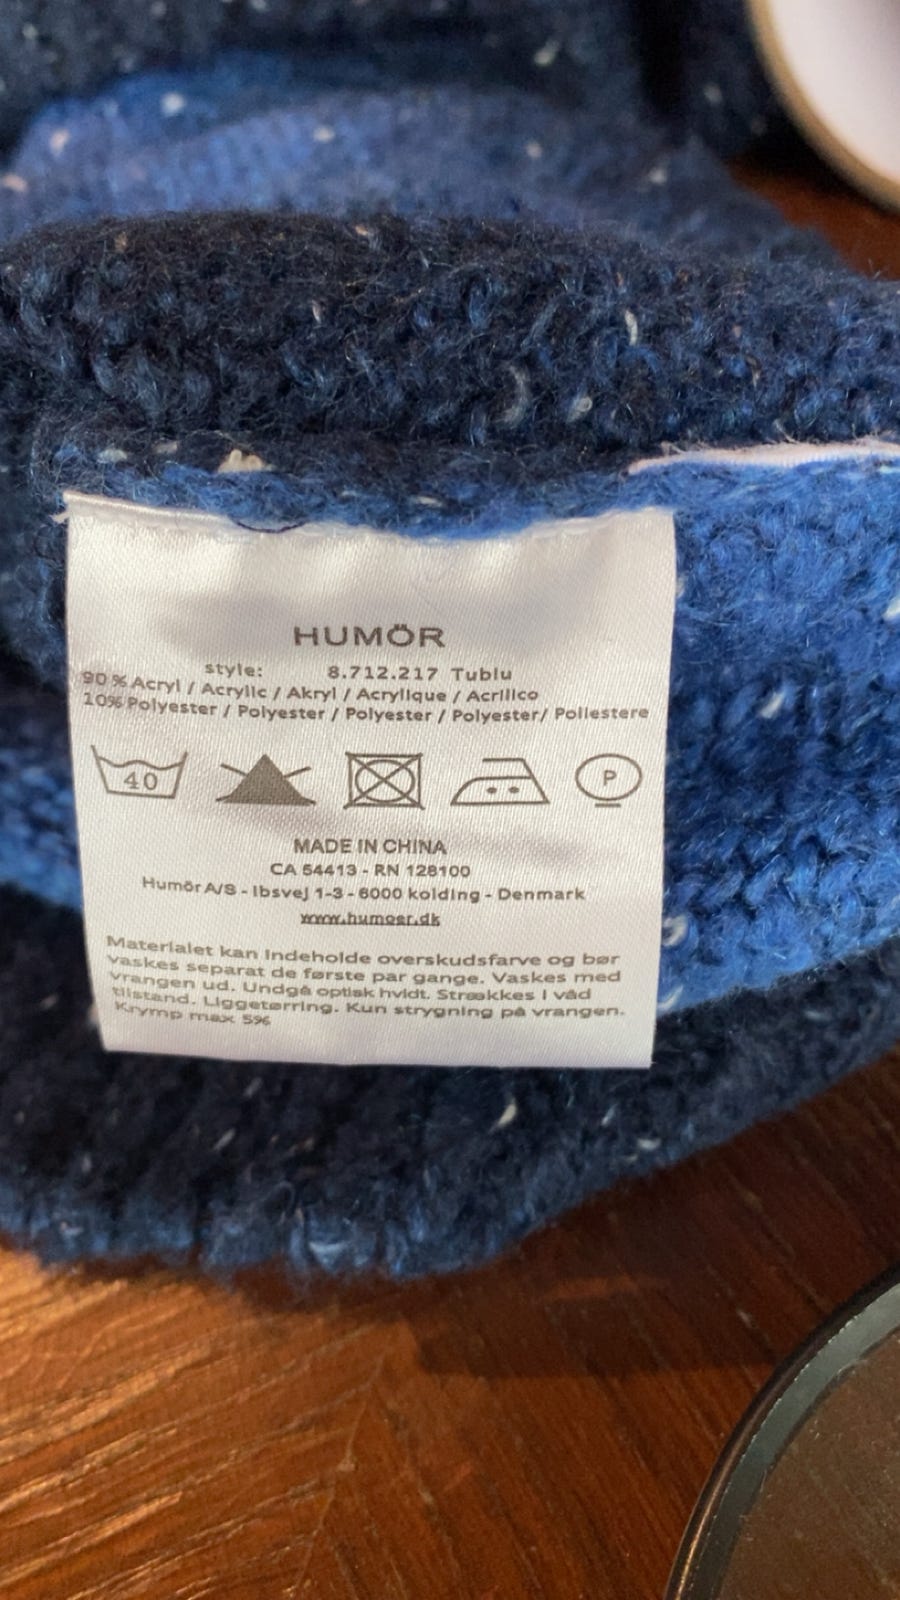 HUMÖR
style: 8.712.217 Tublu
90% Acryl / Acrylic / Akryl / Acrylique / Acrilico
10% Polyester / Polyester / Polyester / Polyester/ Poliestere
40
P
MADE IN CHINA
CA 54413 - RN 128100
Humör A/S - Ibsvej 1-3 - 6000 kolding - Denmark
www.humoer.dk
Materialet kan indeholde overskudsfarve og bør
vaskes separat de første par gange. Vaskes med
vrangen ud. Undgå optisk hvidt. Strækkes i våd
tilstand. Liggetørring. Kun strygning på vrangen.
Krymp max 5%